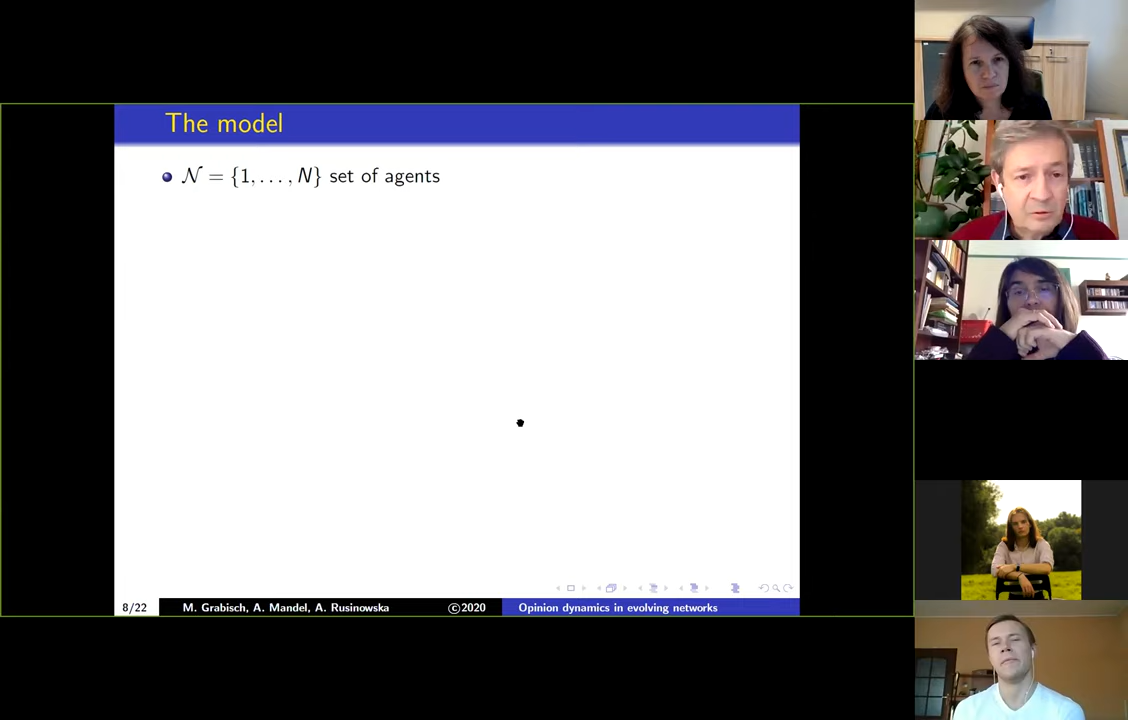 The model
𝒩 = {1, . . . , N} set of agents
8/22 M. Grabisch, A. Mandel, A. Rusinowska ©2020 Opinion dynamics in evolving networks